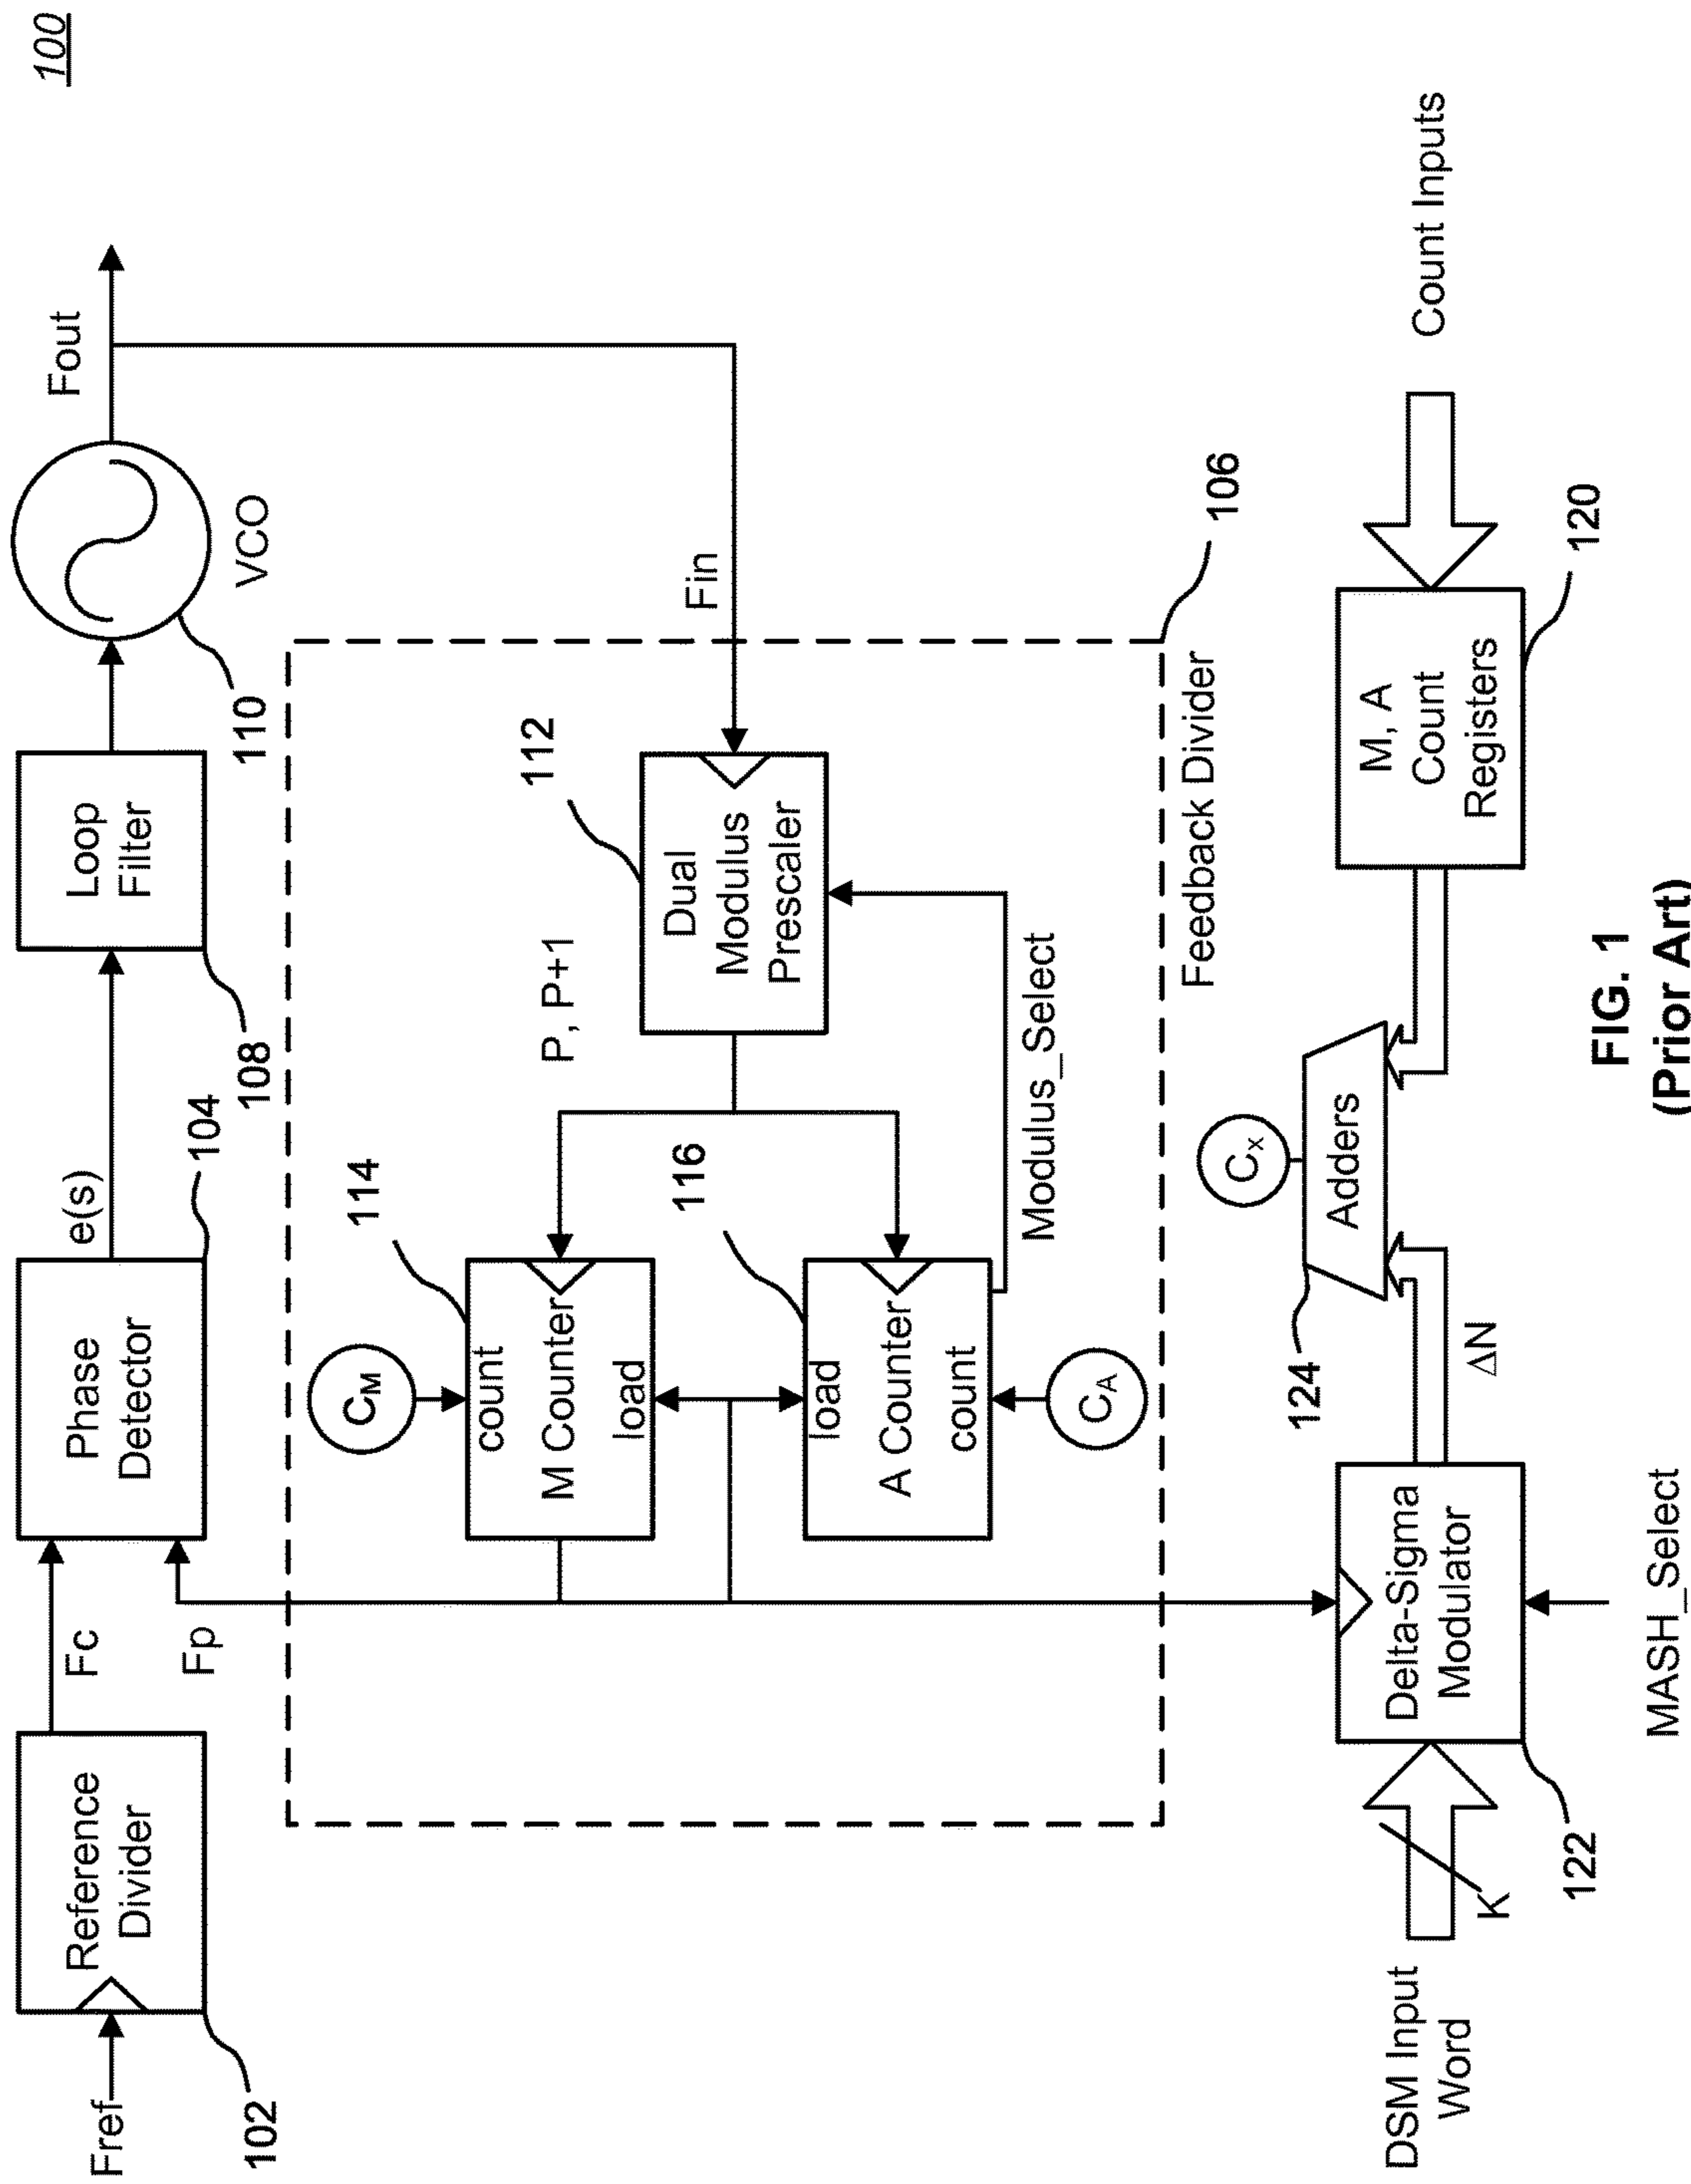 100
Fref
Reference
Divider
102
Fc
Fp
Phase
Detector
104
e(s)
Loop
Filter
108
VCO
110
Fout
Fin
CM
count
M Counter
load
114
load
A Counter
count
116
CA
P, P+1
Dual
Modulus
Prescaler
112
Modulus_Select
Feedback Divider
106
DSM Input
Word
K
Delta-Sigma
Modulator
122
MASH_Select
ΔN
Cx
Adders
124
M, A
Count
Registers
120
Count Inputs
FIG. 1
(Prior Art)